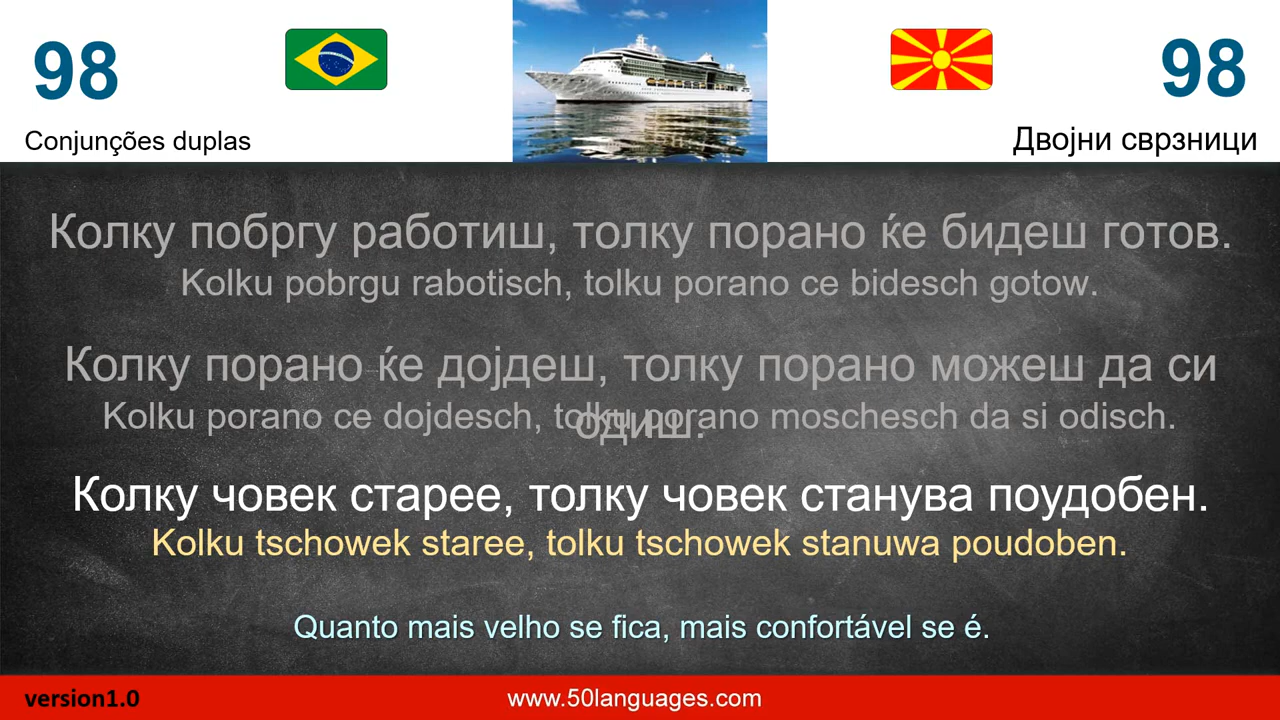 98
98
Conjunções duplas
Двојни сврзници
Колку побргу работиш, толку порано ќе бидеш готов.
Kolku pobrgu rabotisch, tolku porano ce bidesch gotow.
Колку порано ќе дојдеш, толку порано можеш да си
одиш.
Kolku porano ce dojdesch, tolku porano moschesch da si odisch.
Колку човек старее, толку човек станува поудобен.
Kolku tschowek staree, tolku tschowek stanuwa poudoben.
Quanto mais velho se fica, mais confortável se é.
version1.0
www.50languages.com